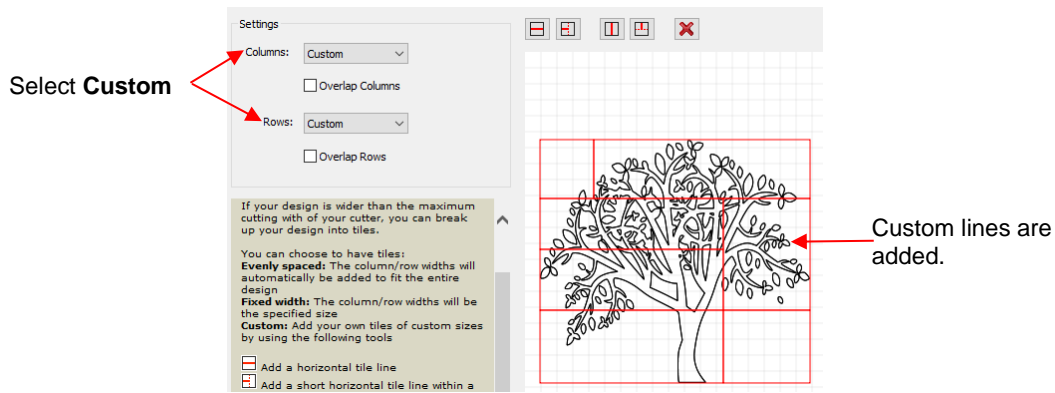 Settings
Columns:
Custom
Overlap Columns
Select Custom
Rows:
Custom
Overlap Rows
If your design is wider than the maximum
cutting with of your cutter, you can break
up your design into tiles.
You can choose to have tiles:
Evenly spaced: The column/row widths will
automatically be added to fit the entire
design
Fixed width: The column/row widths will be
the specified size
Custom: Add your own tiles of custom sizes
by using the following tools
Add a horizontal tile line
Add a short horizontal tile line within a
Custom lines are
added.